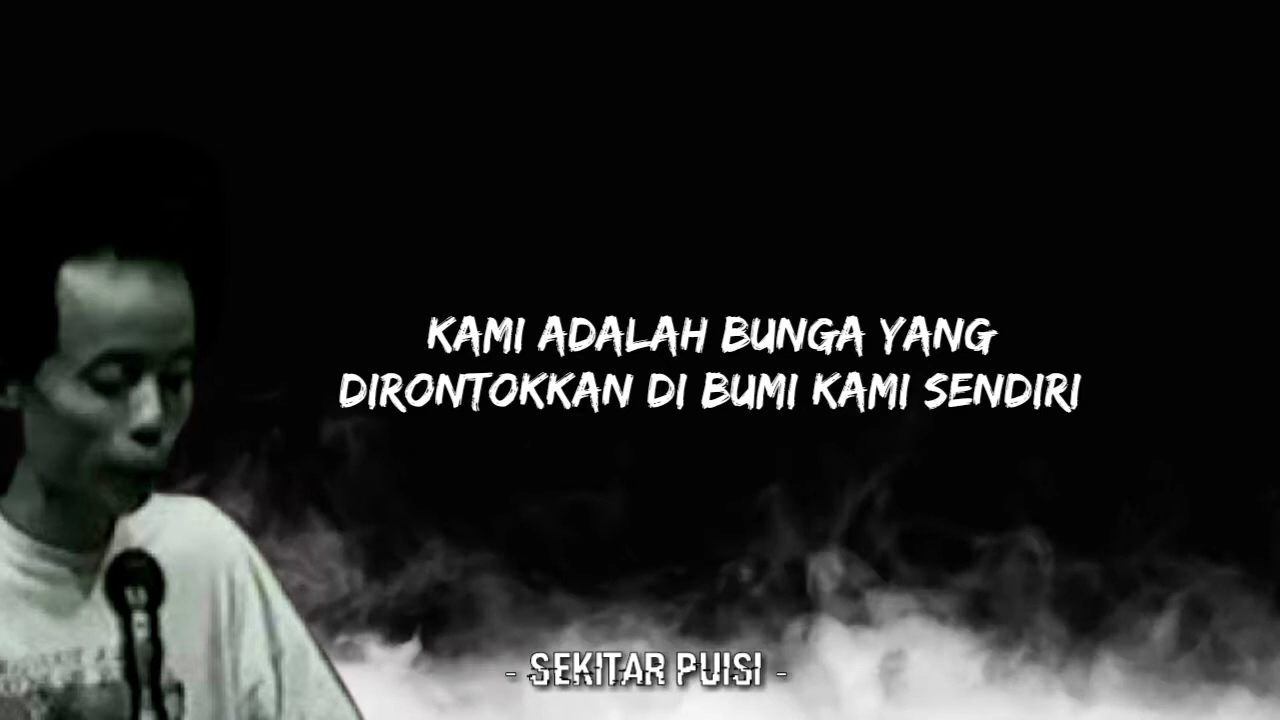 KAMI ADALAH BUNGA YANG
DIRONTOKKAN DI BUMI KAMI SENDIRI
- SEKITAR PUISI -